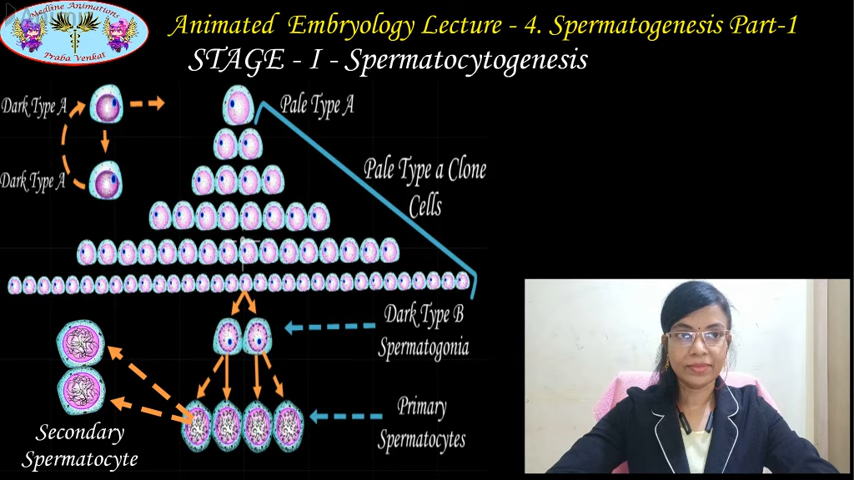 Medline Animations
Praba Venkat
Animated Embryology Lecture - 4. Spermatogenesis Part-1
STAGE - I - Spermatocytogenesis
Dark Type A
Pale Type A
Dark Type A
Pale Type a Clone
Cells
Dark Type B
Spermatogonia
Primary
Spermatocytes
Secondary
Spermatocyte